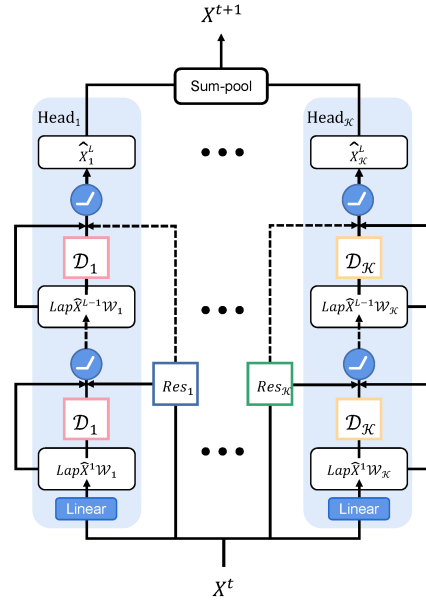 X^{t+1}
Sum-pool
Head_1
Head_𝒦
X̂_1^L
X̂_𝒦^L
𝒟_1
𝒟_𝒦
LapX̂^{L-1}𝒲_1
LapX̂^{L-1}𝒲_𝒦
Res_1
Res_𝒦
𝒟_1
𝒟_𝒦
LapX̂^1𝒲_1
LapX̂^1𝒲_𝒦
Linear
Linear
X^t